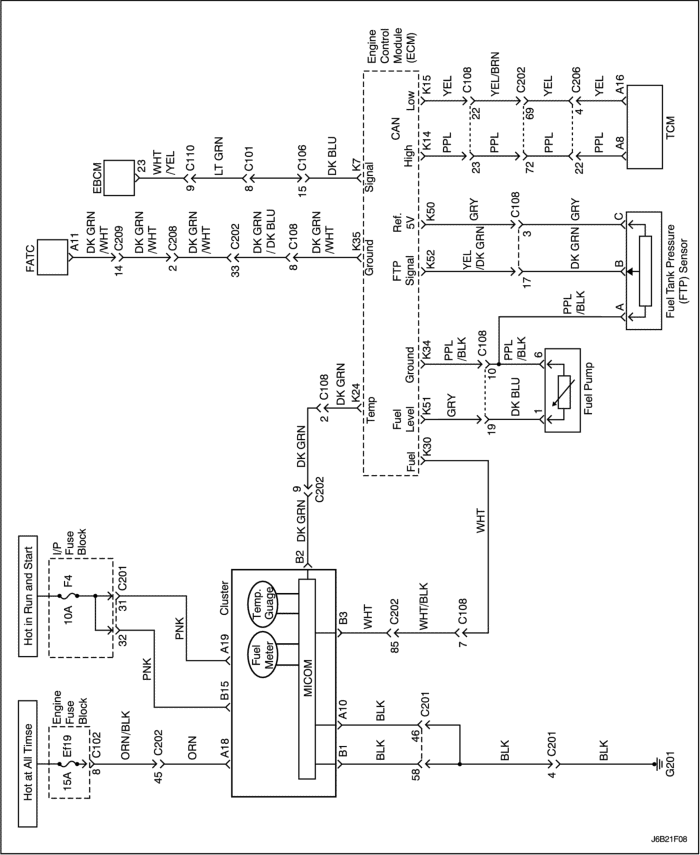 Hot at All Timse
Hot in Run and Start
Engine
Fuse
Block
Ef19
15A
I/P
Fuse
Block
F4
10A
8
C102
ORN/BLK
C202
45
ORN
A18
31
C201
32
PNK
PNK
B15
A19
Cluster
Fuel
Meter
Temp.
Guage
MICOM
B1
A10
B3
B2
BLK
BLK
58
46
C201
BLK
4
C201
BLK
G201
WHT
85
C202
WHT/BLK
7
C108
WHT
DK GRN
9
C202
DK GRN
2
C108
DK GRN
K24
Temp
FATC
A11
DK GRN
/WHT
14
C209
DK GRN
/WHT
2
C208
DK GRN
/WHT
33
C202
DK GRN
/ DK BLU
8
C108
DK GRN
/WHT
K35
Ground
EBCM
23
WHT
/YEL
9
C110
LT GRN
8
C101
15
C106
DK BLU
K7
Signal
Engine
Control
Module
(ECM)
Fuel
K30
Fuel
Level
K51
Ground
K34
FTP
Signal
K52
Ref.
5V
K50
CAN
High
K14
Low
K15
GRY
PPL
/BLK
19
10
C108
DK BLU
PPL
/BLK
1
6
Fuel Pump
PPL
/BLK
YEL
/DK GRN
GRY
17
3
C108
DK GRN
GRY
A
B
C
Fuel Tank Pressure
(FTP) Sensor
PPL
YEL
23
22
C108
PPL
YEL/BRN
72
69
C202
PPL
YEL
22
4
C206
PPL
YEL
A8
A16
TCM
J6B21F08